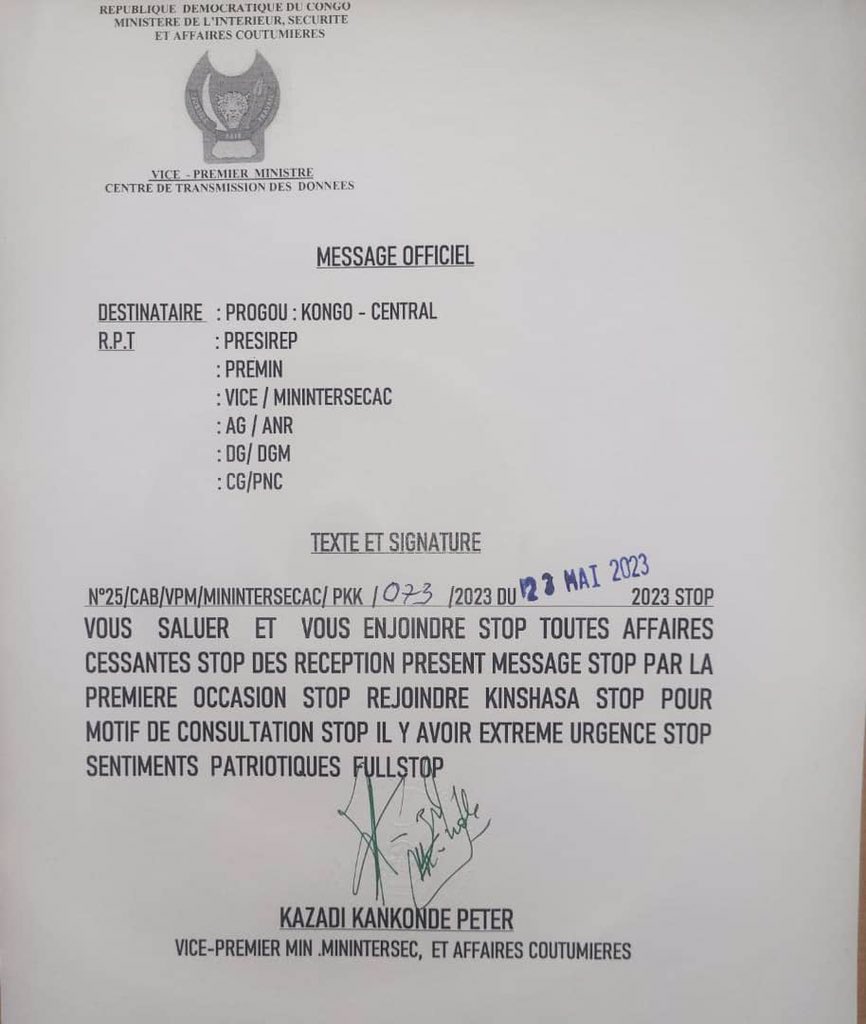 REPUBLIQUE DEMOCRATIQUE DU CONGO
MINISTERE DE L'INTERIEUR, SECURITE
ET AFFAIRES COUTUMIERES
VICE - PREMIER MINISTRE
CENTRE DE TRANSMISSION DES DONNEES
MESSAGE OFFICIEL
DESTINATAIRE : PROGOU : KONGO - CENTRAL
R.P.T : PRESIREP
: PREMIN
: VICE / MININTERSECAC
: AG / ANR
: DG/ DGM
: CG/PNC
TEXTE ET SIGNATURE
N°25/CAB/VPM/MININTERSECAC/ PKK /073 /2023 DU 23 MAI 2023 2023 STOP
VOUS SALUER ET VOUS ENJOINDRE STOP TOUTES AFFAIRES
CESSANTES STOP DES RECEPTION PRESENT MESSAGE STOP PAR LA
PREMIERE OCCASION STOP REJOINDRE KINSHASA STOP POUR
MOTIF DE CONSULTATION STOP IL Y AVOIR EXTREME URGENCE STOP
SENTIMENTS PATRIOTIQUES FULLSTOP
KAZADI KANKONDE PETER
VICE-PREMIER MIN .MININTERSEC, ET AFFAIRES COUTUMIERES